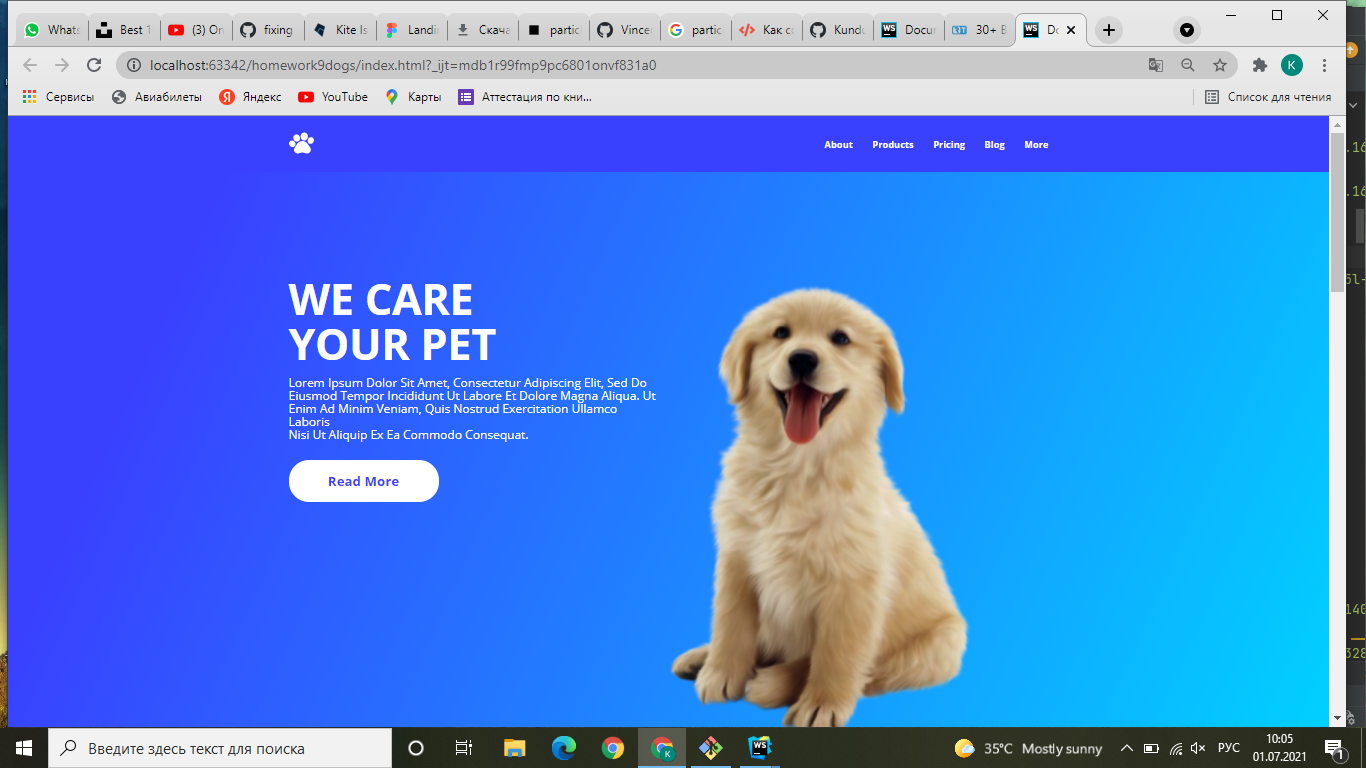 Whats
Best 1
(3) On
fixing
Kite Is
Landi
Скача
partic
Vince
partic
Как со
Kundu
Docur
30+ B
Do
localhost:63342/homework9dogs/index.html?_ijt=mdb1r99fmp9pc6801onvf831a0
K
Сервисы
Авиабилеты
Яндекс
YouTube
Карты
Аттестация по кни...
Список для чтения
About Products Pricing Blog More
WE CARE
YOUR PET
Lorem Ipsum Dolor Sit Amet, Consectetur Adipiscing Elit, Sed Do
Eiusmod Tempor Incididunt Ut Labore Et Dolore Magna Aliqua. Ut
Enim Ad Minim Veniam, Quis Nostrud Exercitation Ullamco
Laboris
Nisi Ut Aliquip Ex Ea Commodo Consequat.
Read More
Введите здесь текст для поиска
35°C Mostly sunny
РУС
10:05
01.07.2021
1